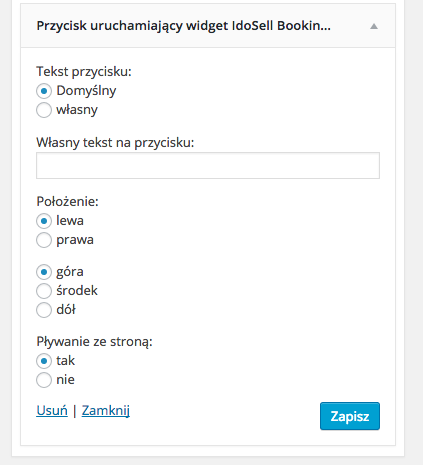 Przycisk uruchamiający widget IdoSell Bookin...
Tekst przycisku:
Domyślny
własny
Własny tekst na przycisku:
Położenie:
lewa
prawa
góra
środek
dół
Pływanie ze stroną:
tak
nie
Usuń | Zamknij
Zapisz